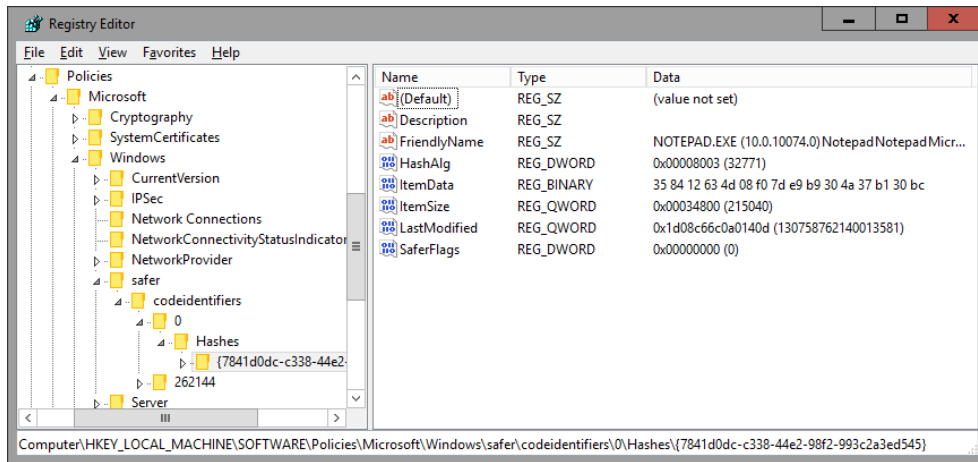 Registry Editor
File Edit View Favorites Help
Policies
Microsoft
Cryptography
SystemCertificates
Windows
CurrentVersion
IPSec
Network Connections
NetworkConnectivityStatusIndicator
NetworkProvider
safer
codeidentifiers
0
Hashes
{7841d0dc-c338-44e2-
262144
Server
Name Type Data
(Default) REG_SZ (value not set)
Description REG_SZ
FriendlyName REG_SZ NOTEPAD.EXE (10.0.10074.0) Notepad Notepad Micr...
HashAlg REG_DWORD 0x00008003 (32771)
ItemData REG_BINARY 35 84 12 63 4d 08 f0 7d e9 b9 30 4a 37 b1 30 bc
ItemSize REG_QWORD 0x00034800 (215040)
LastModified REG_QWORD 0x1d08c66c0a0140d (130758762140013581)
SaferFlags REG_DWORD 0x00000000 (0)
Computer\HKEY_LOCAL_MACHINE\SOFTWARE\Policies\Microsoft\Windows\safer\codeidentifiers\0\Hashes\{7841d0dc-c338-44e2-98f2-993c2a3ed545}